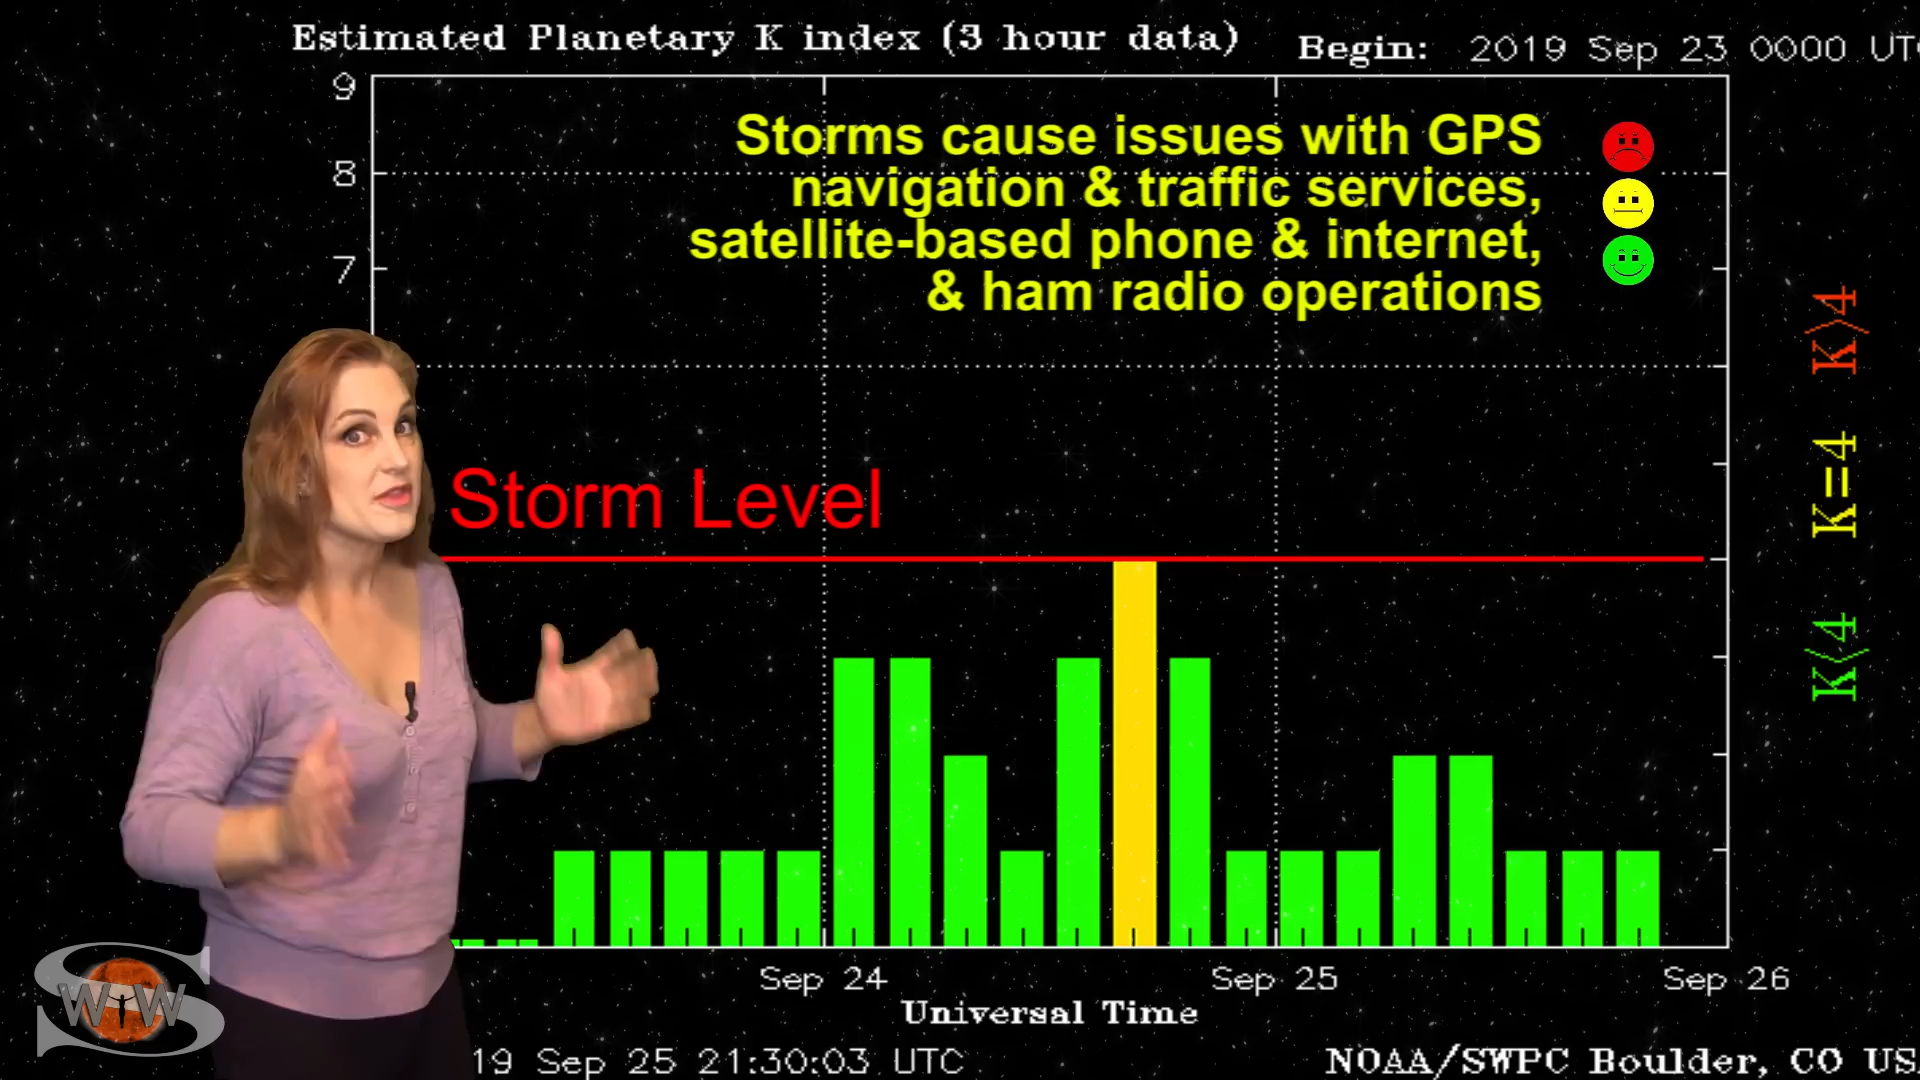 Estimated Planetary K index (3 hour data)
Begin: 2019 Sep 23 0000 UTC
9
8
7
Storms cause issues with GPS
navigation & traffic services,
satellite-based phone & internet,
& ham radio operations
K>4
K=4
K<4
Storm Level
Sep 24
Sep 25
Sep 26
Universal Time
19 Sep 25 21:30:03 UTC
NOAA/SWPC Boulder, CO US
S
WTW